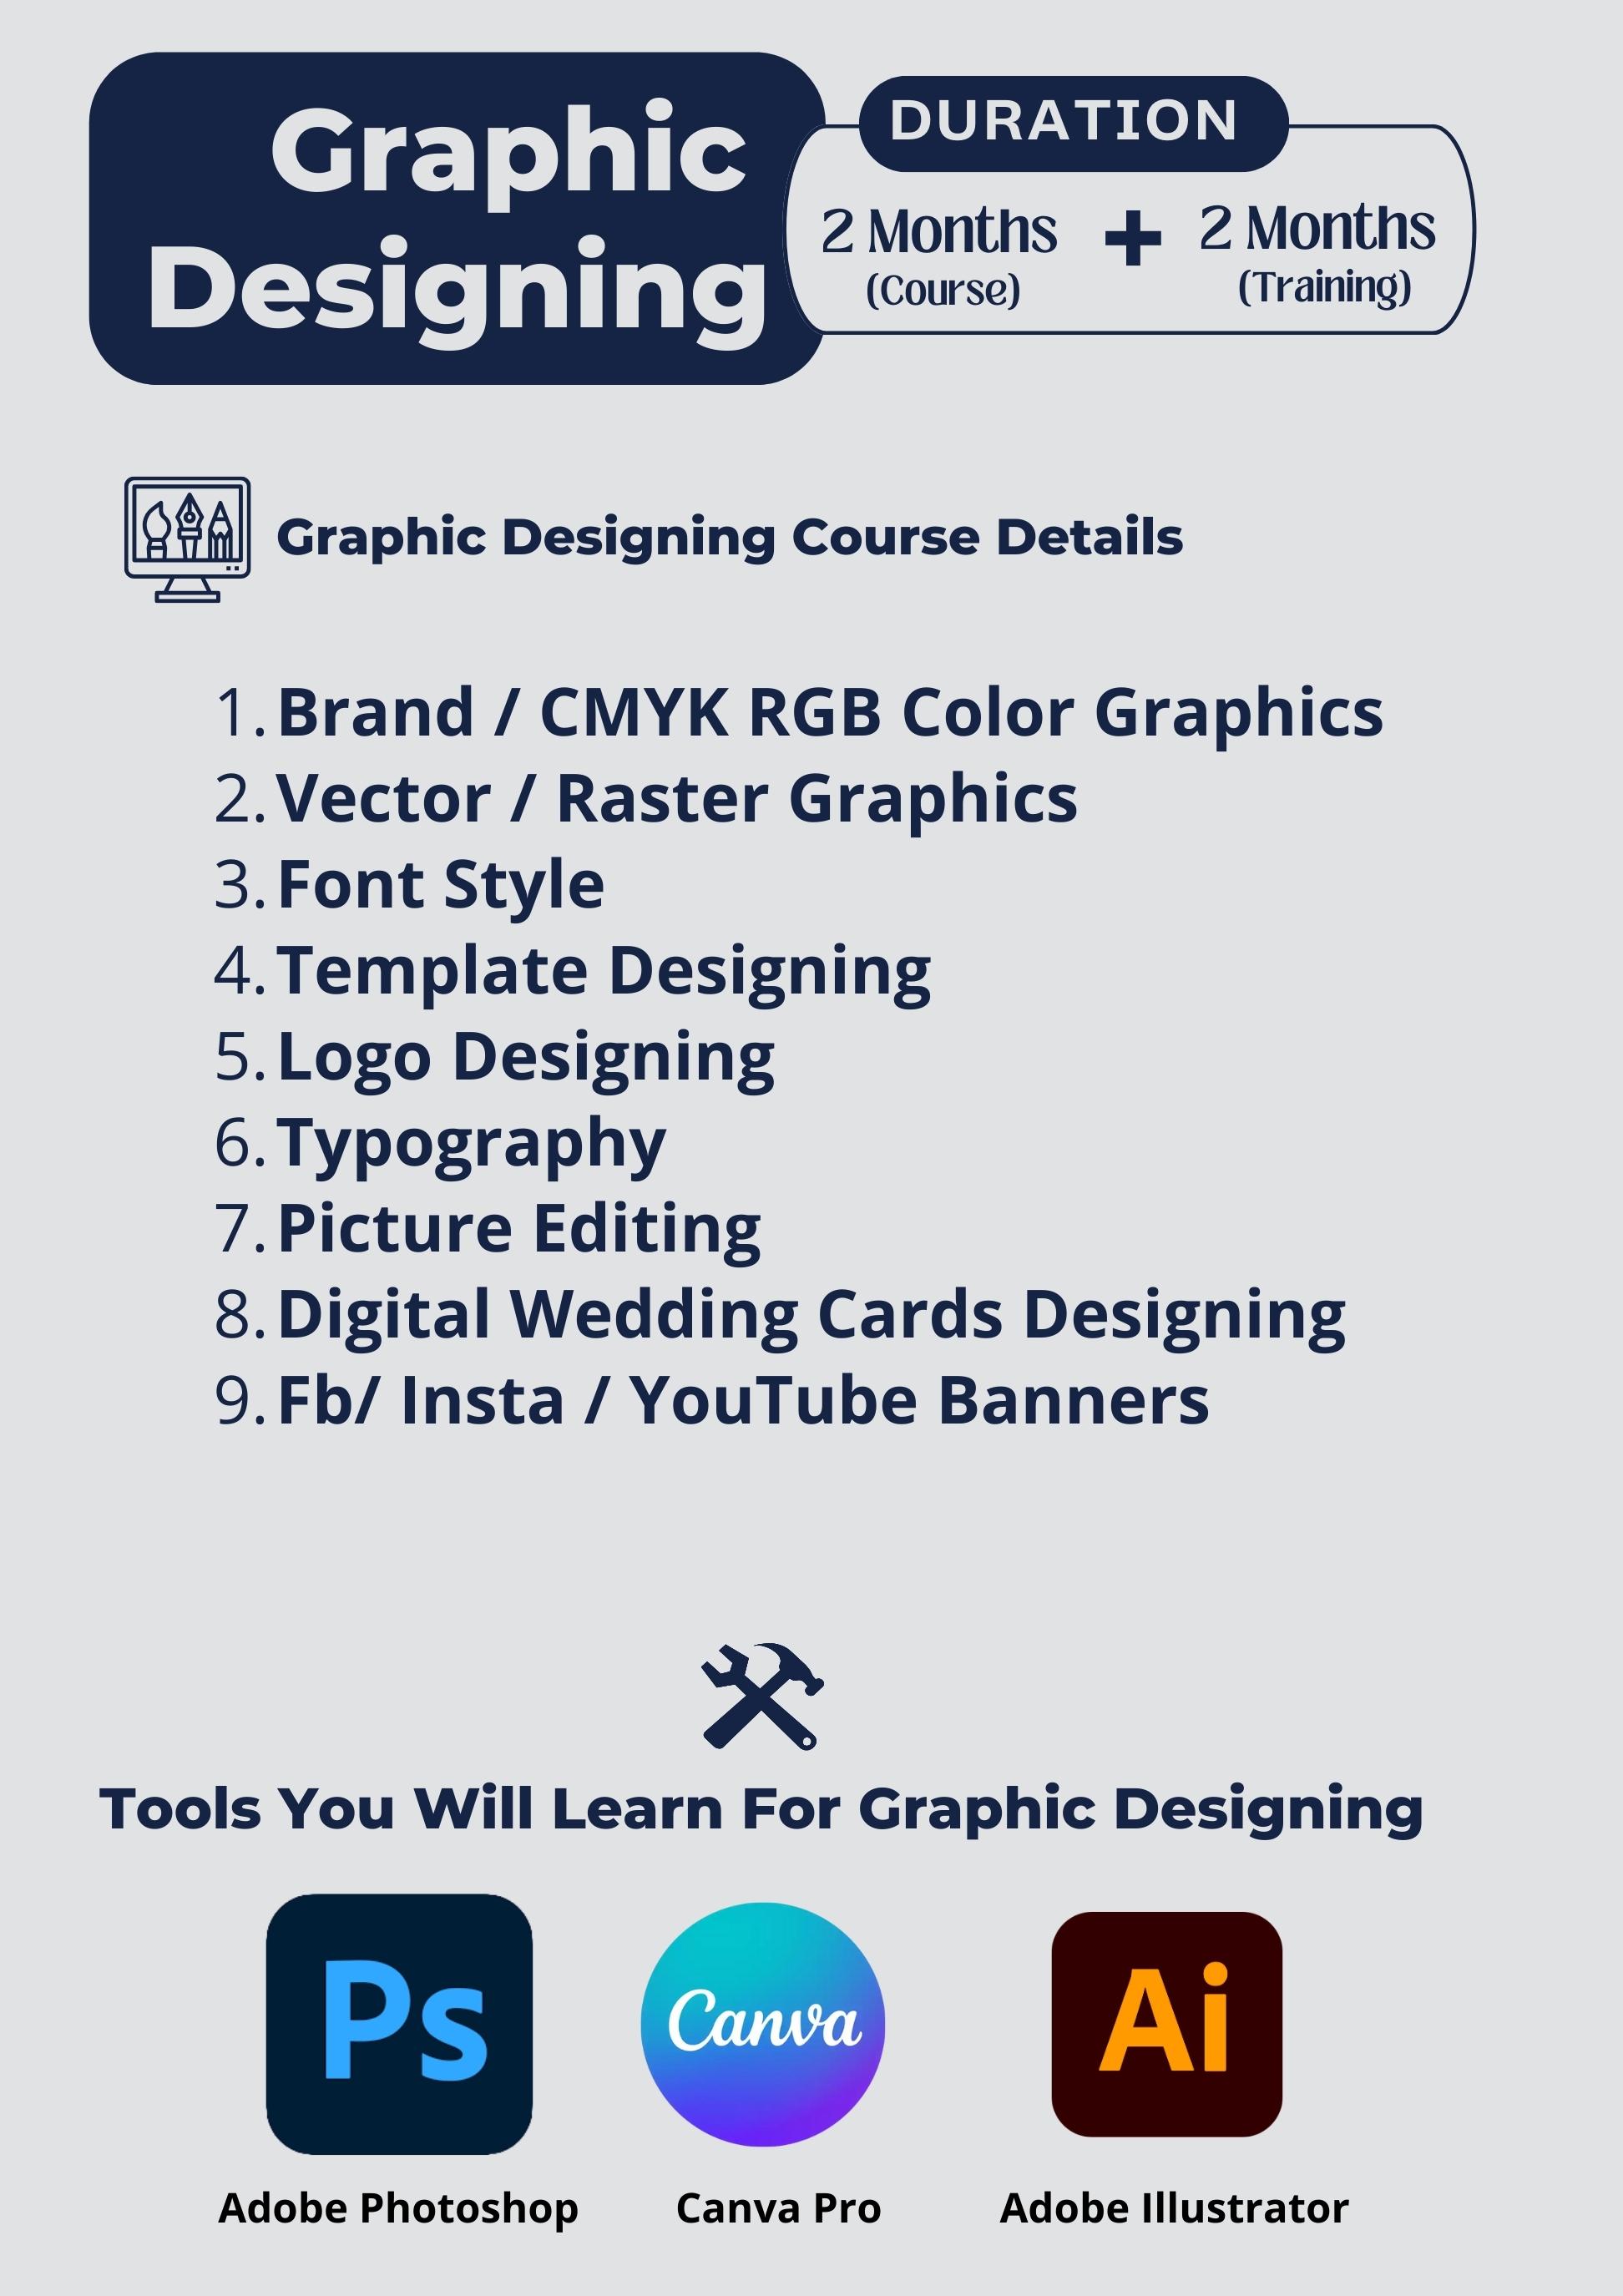 Graphic
Designing
DURATION
2 Months + 2 Months
(Course) (Training)
Graphic Designing Course Details
1. Brand / CMYK RGB Color Graphics
2. Vector / Raster Graphics
3. Font Style
4. Template Designing
5. Logo Designing
6. Typography
7. Picture Editing
8. Digital Wedding Cards Designing
9. Fb/ Insta / YouTube Banners
Tools You Will Learn For Graphic Designing
Ps Canva Ai
Adobe Photoshop Canva Pro Adobe Illustrator